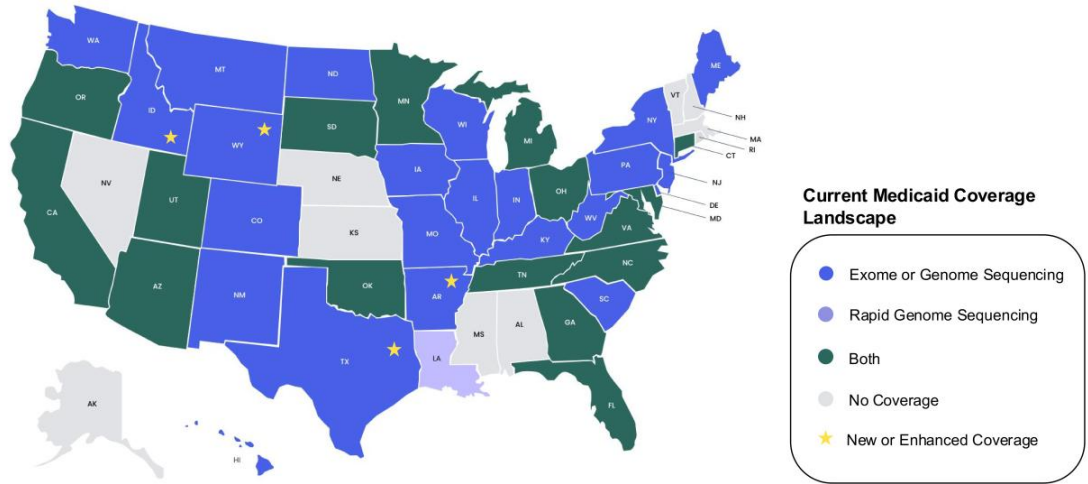 WA
MT
ND
MN
ME
VT
NH
OR
ID
WY
SD
WI
MI
NY
MA
RI
CT
NV
UT
CO
NE
IA
IL
IN
OH
PA
NJ
DE
MD
CA
KS
MO
KY
WV
VA
AZ
NM
OK
AR
TN
NC
SC
TX
LA
MS
AL
GA
FL
AK
HI
Current Medicaid Coverage
Landscape
Exome or Genome Sequencing
Rapid Genome Sequencing
Both
No Coverage
New or Enhanced Coverage